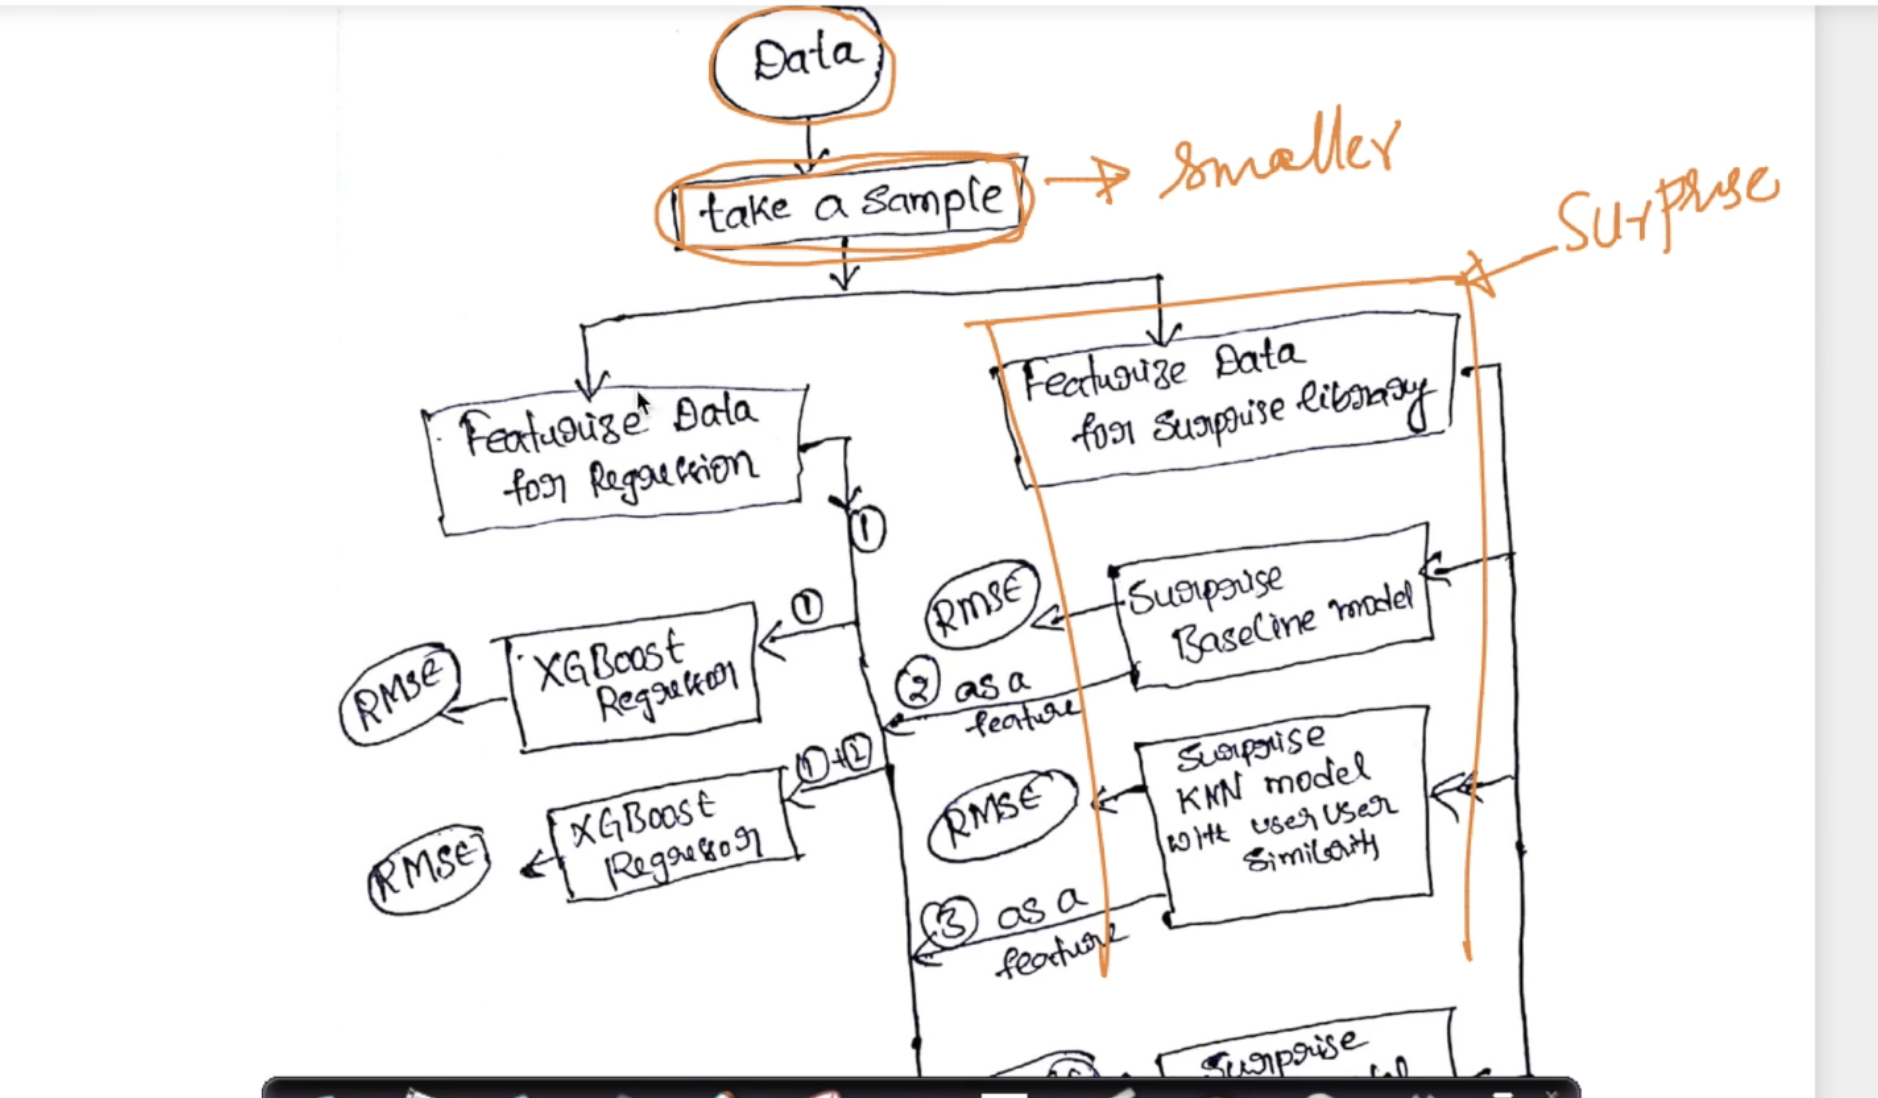 Data
take a sample
smaller
Surprise
Featurize Data
for Regression
Featurize Data
for Surprise library
1
1
XGBoost
Regression
RMSE
RMSE
Surprise
Baseline model
2 as a
feature
1+2
XGBoost
Regressor
RMSE
RMSE
Surprise
KNN model
with user user
similarity
3 as a
feature
Surprise